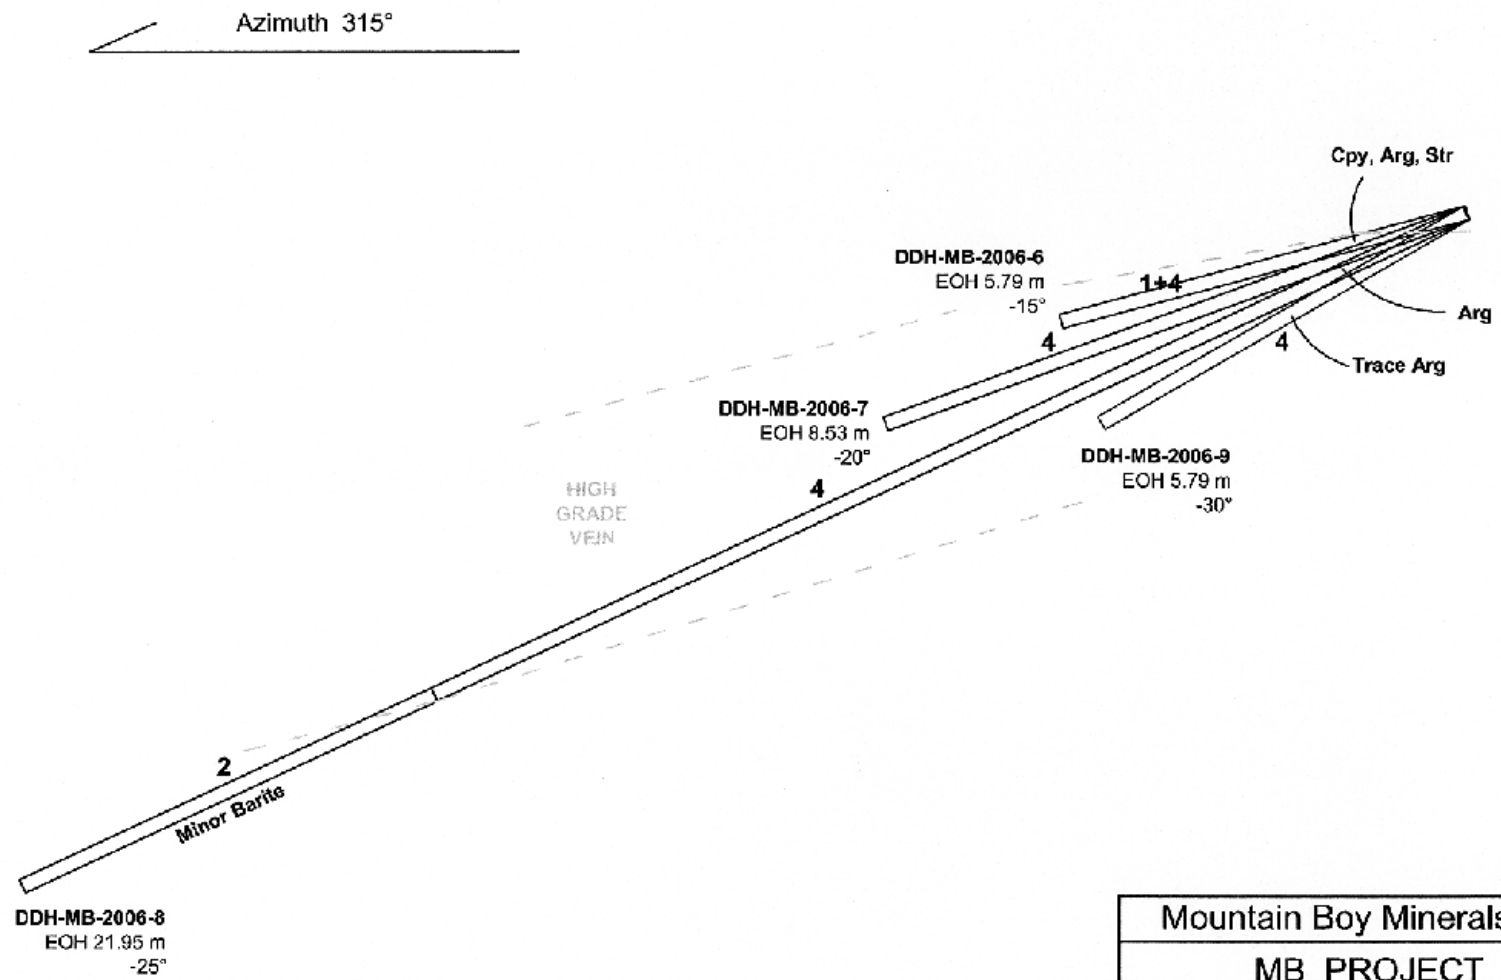 Azimuth 315°
Cpy, Arg, Str
DDH-MB-2006-6
EOH 5.79 m
-15°
1+4
Arg
4
4
Trace Arg
DDH-MB-2006-7
EOH 8.53 m
-20°
DDH-MB-2006-9
EOH 5.79 m
-30°
4
HIGH
GRADE
VEIN
2
Minor Barite
DDH-MB-2006-8
EOH 21.95 m
-25°
Mountain Boy Minerals
MB PROJECT